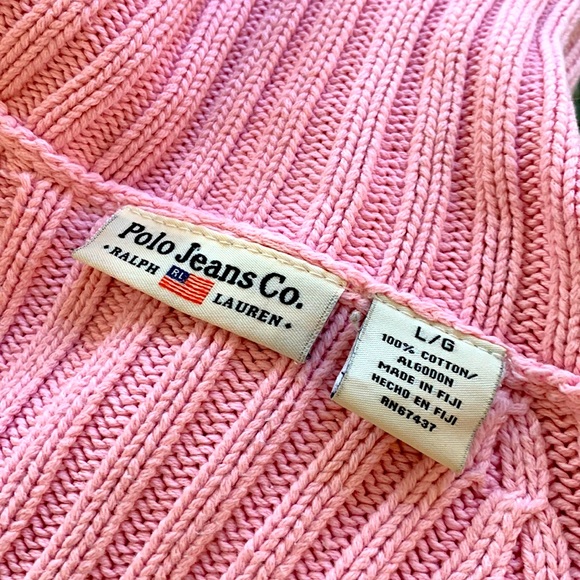 Polo Jeans Co.
• RALPH RL LAUREN •
L/G
100% COTTON/
ALGODON
MADE IN FIJI
HECHO EN FIJI
RN67437